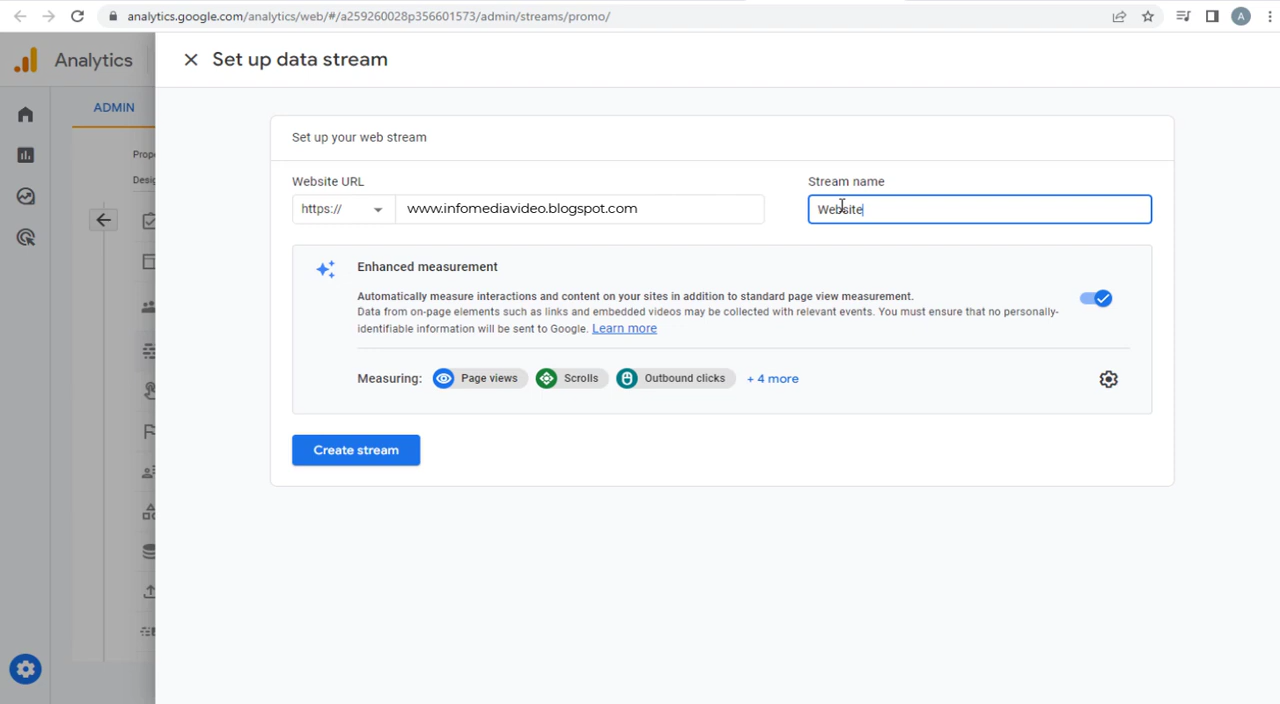 analytics.google.com/analytics/web/#/a259260028p356601573/admin/streams/promo/
A
Analytics
Set up data stream
ADMIN
Set up your web stream
Prop
Website URL
Stream name
Desig
https://
www.infomediavideo.blogspot.com
Website
Enhanced measurement
Automatically measure interactions and content on your sites in addition to standard page view measurement.
Data from on-page elements such as links and embedded videos may be collected with relevant events. You must ensure that no personally-
identifiable information will be sent to Google. Learn more
Measuring: Page views Scrolls Outbound clicks + 4 more
Create stream